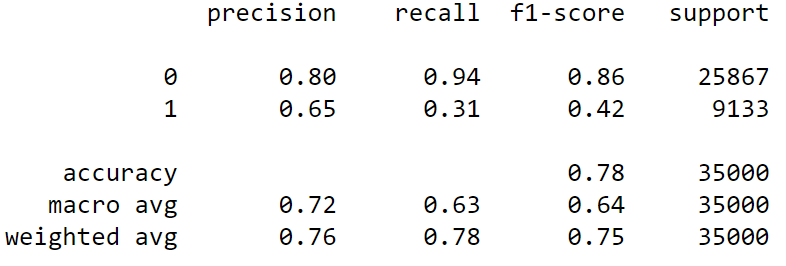 precision recall f1-score support
0 0.80 0.94 0.86 25867
1 0.65 0.31 0.42 9133
accuracy 0.78 35000
macro avg 0.72 0.63 0.64 35000
weighted avg 0.76 0.78 0.75 35000